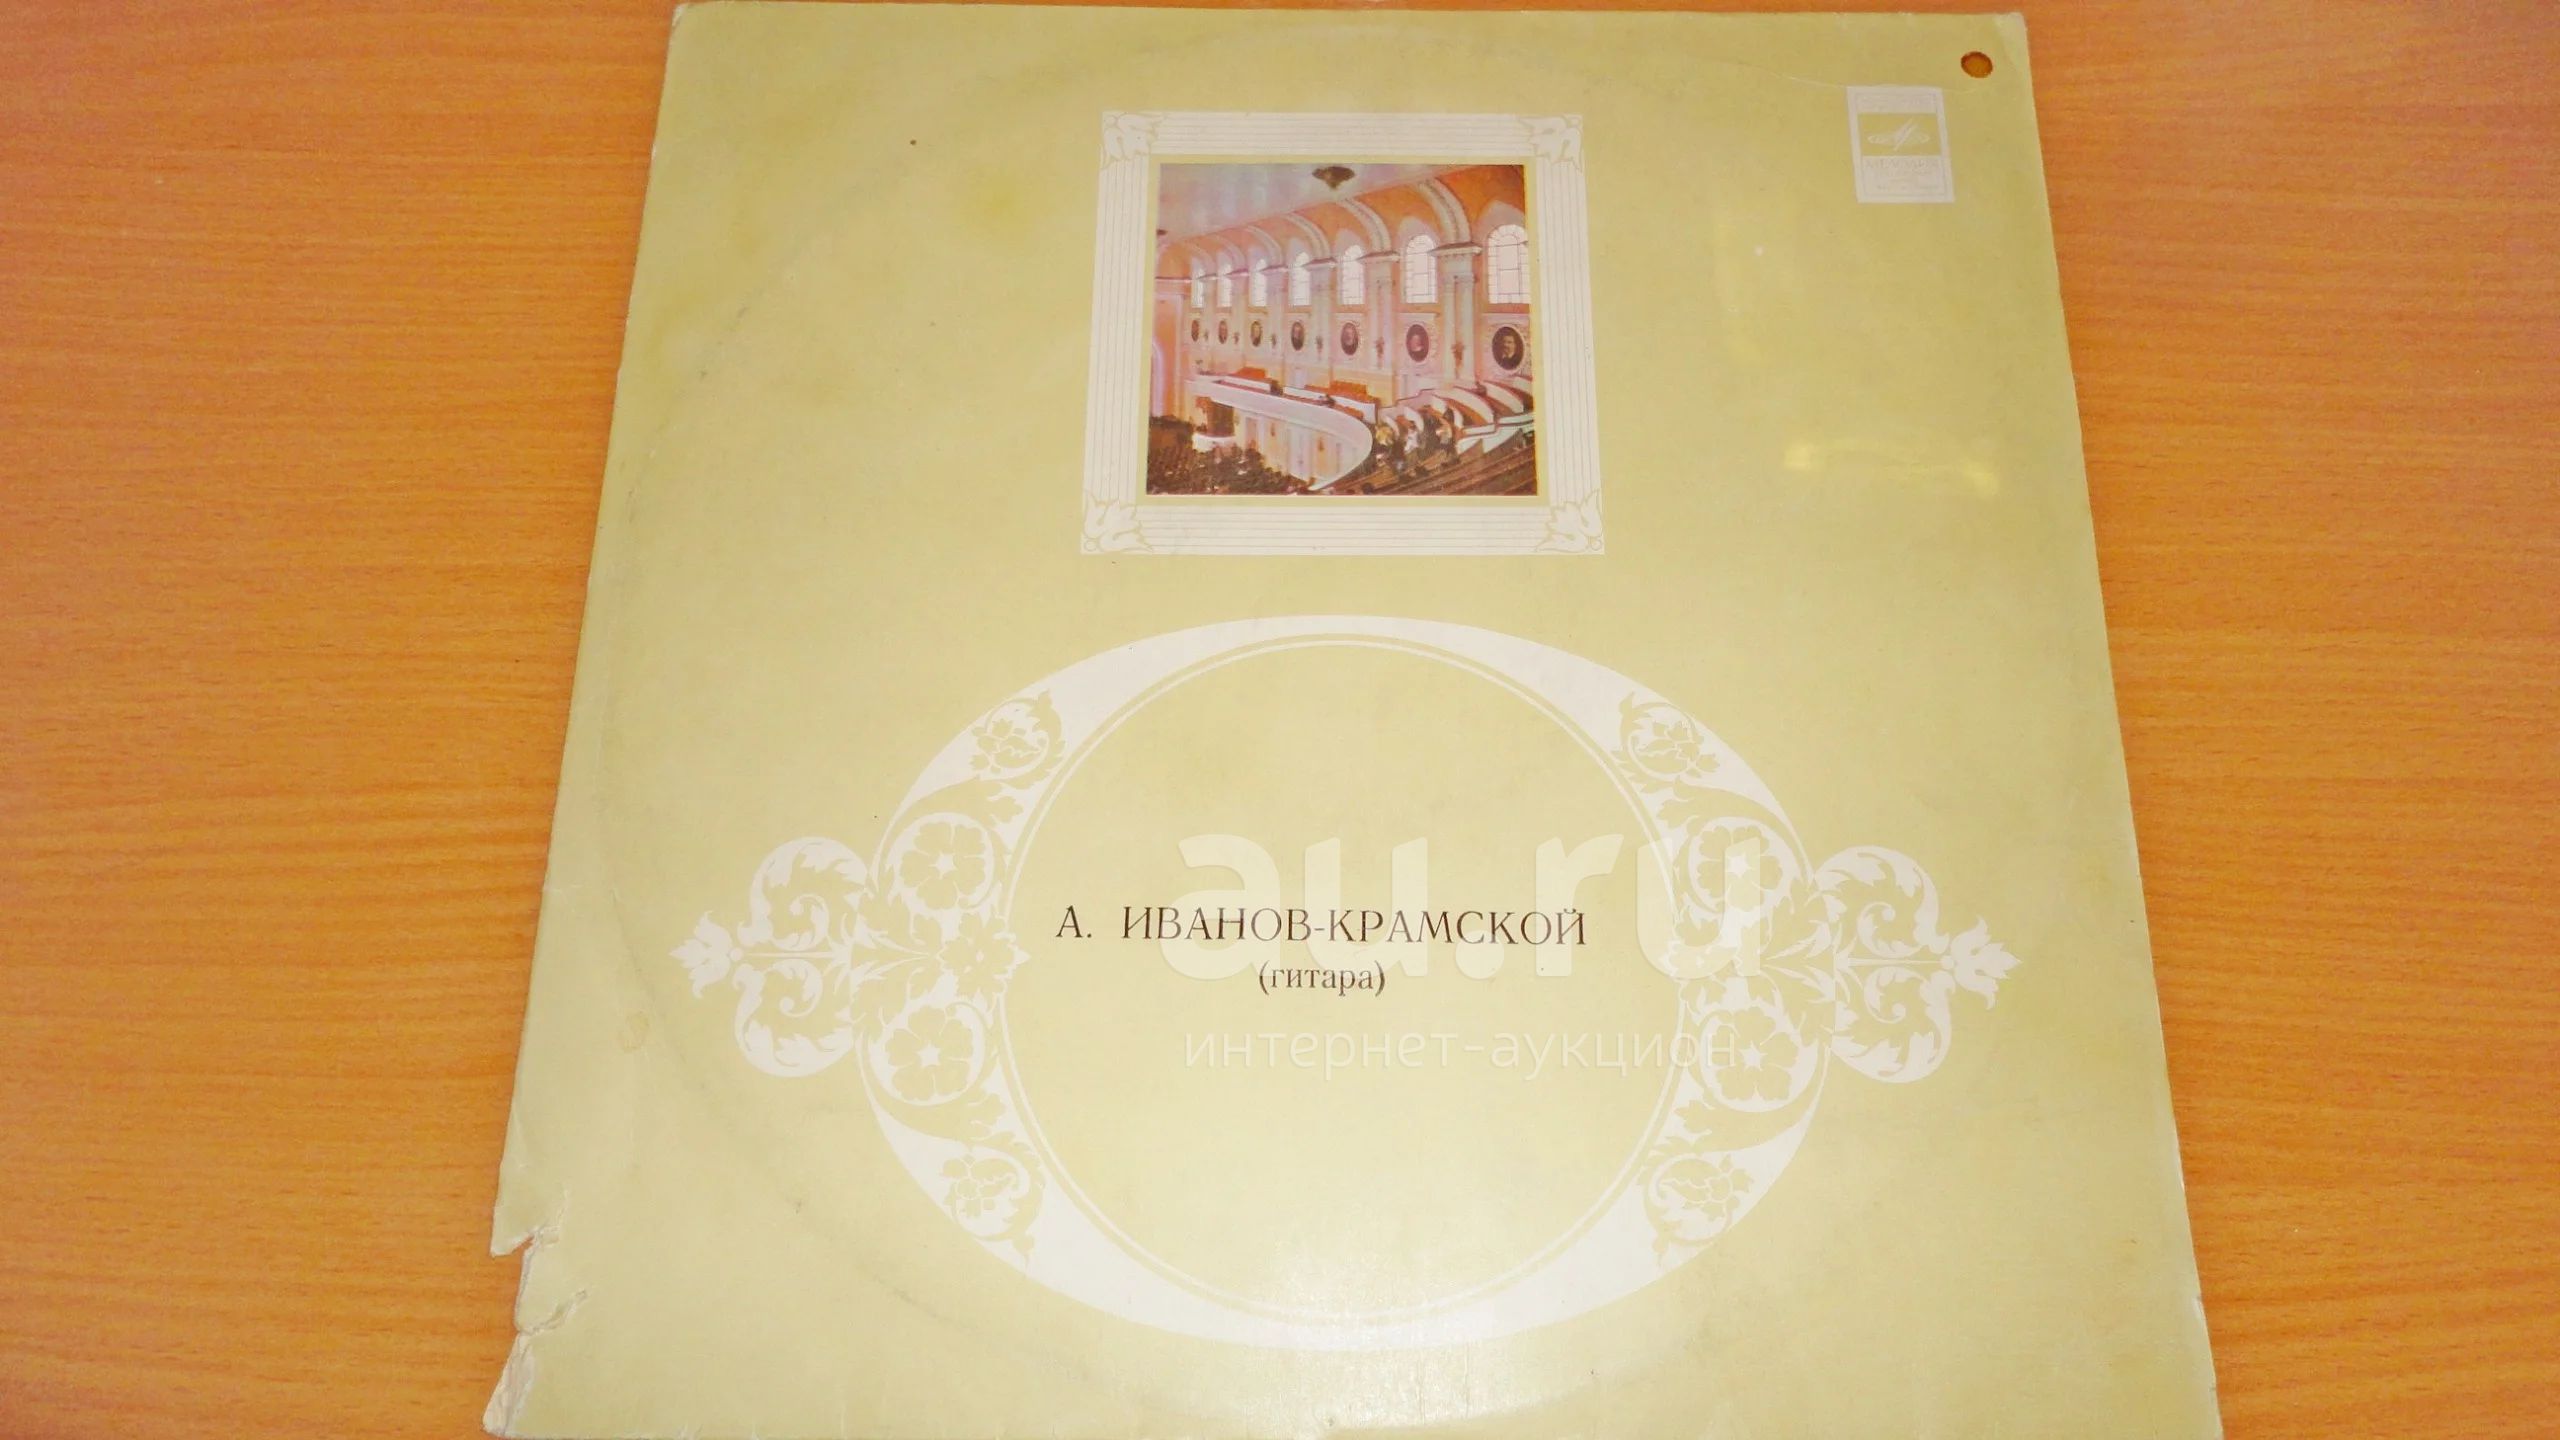 А. ИВАНОВ-КРАМСКОЙ
(гитара)
au.ru
интернет-аукцион